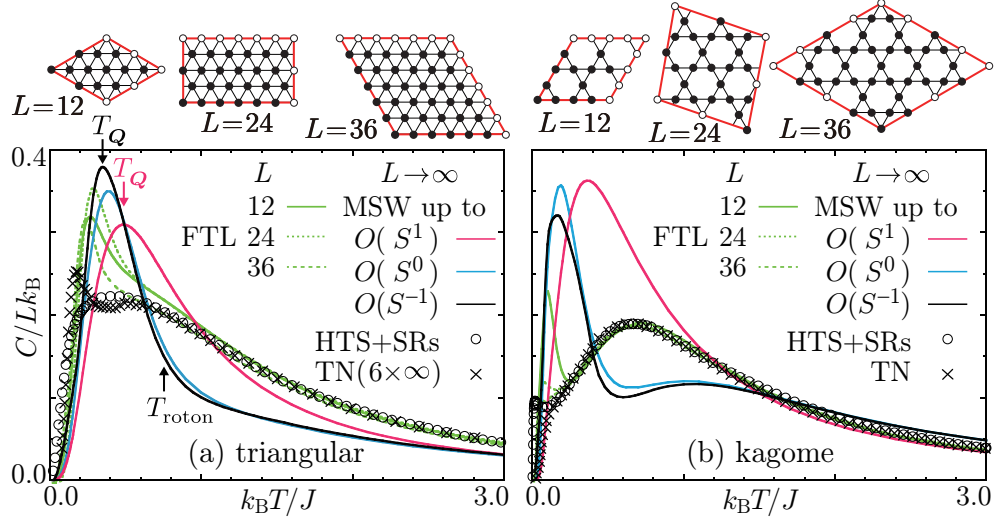 L=12
L=24
L=36
L=12
L=24
L=36
T_Q
T_Q
0.4
L
L→∞
12
MSW up to
FTL 24
O( S^1)
36
O( S^0)
O(S^{-1})
HTS+SRs
TN(6×∞)
T_roton
C/Lk_B
0.0
(a) triangular
0.0
k_BT/J
3.0
L
L→∞
12
MSW up to
FTL 24
O( S^1)
36
O( S^0)
O(S^{-1})
HTS+SRs
TN
(b) kagome
0.0
k_BT/J
3.0